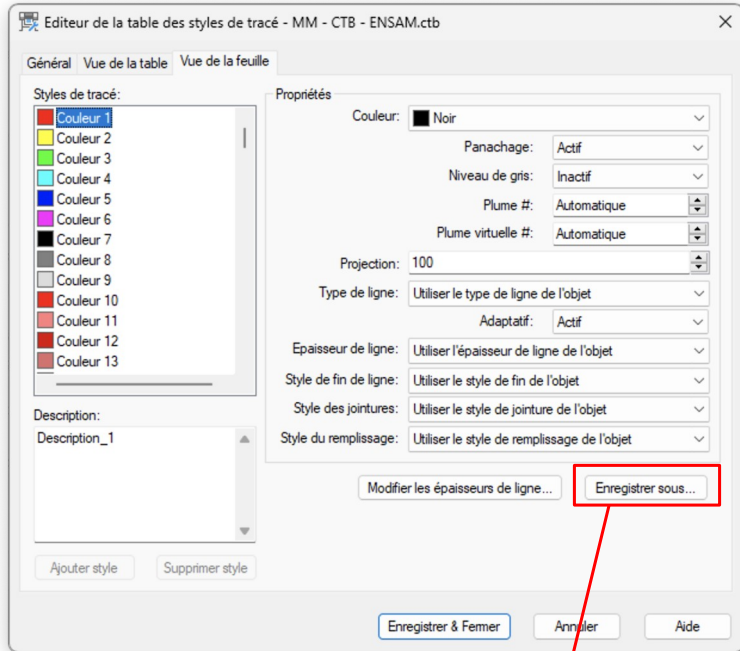 Editeur de la table des styles de tracé - MM - CTB - ENSAM.ctb
Général Vue de la table Vue de la feuille
Styles de tracé:
Couleur 1
Couleur 2
Couleur 3
Couleur 4
Couleur 5
Couleur 6
Couleur 7
Couleur 8
Couleur 9
Couleur 10
Couleur 11
Couleur 12
Couleur 13
Description:
Description_1
Ajouter style Supprimer style
Propriétés
Couleur: Noir
Panachage: Actif
Niveau de gris: Inactif
Plume #: Automatique
Plume virtuelle #: Automatique
Projection: 100
Type de ligne: Utiliser le type de ligne de l'objet
Adaptatif: Actif
Epaisseur de ligne: Utiliser l'épaisseur de ligne de l'objet
Style de fin de ligne: Utiliser le style de fin de l'objet
Style des jointures: Utiliser le style de jointure de l'objet
Style du remplissage: Utiliser le style de remplissage de l'objet
Modifier les épaisseurs de ligne... Enregistrer sous...
Enregistrer & Fermer Annuler Aide